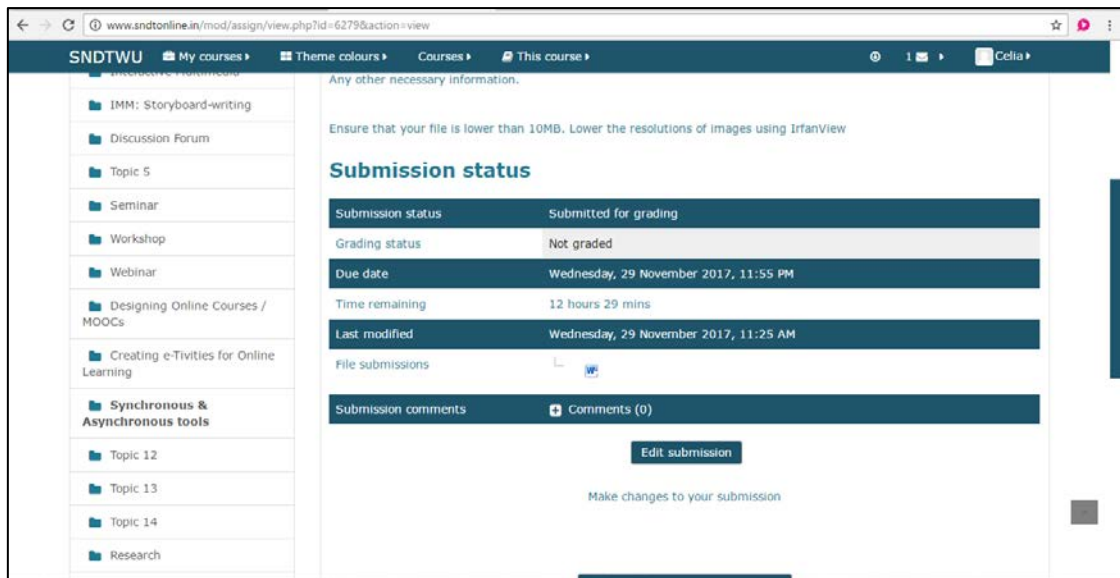 www.sndtonline.in/mod/assign/view.php?id=6279&action=view
SNDTWU My courses Theme colours Courses This course 1 Celia
Interactive Multimedia
IMM: Storyboard-writing
Discussion Forum
Topic 5
Seminar
Workshop
Webinar
Designing Online Courses /
MOOCs
Creating e-Tivities for Online
Learning
Synchronous &
Asynchronous tools
Topic 12
Topic 13
Topic 14
Research
Any other necessary information.
Ensure that your file is lower than 10MB. Lower the resolutions of images using IrfanView
Submission status
Submission status Submitted for grading
Grading status Not graded
Due date Wednesday, 29 November 2017, 11:55 PM
Time remaining 12 hours 29 mins
Last modified Wednesday, 29 November 2017, 11:25 AM
File submissions
Submission comments Comments (0)
Edit submission
Make changes to your submission